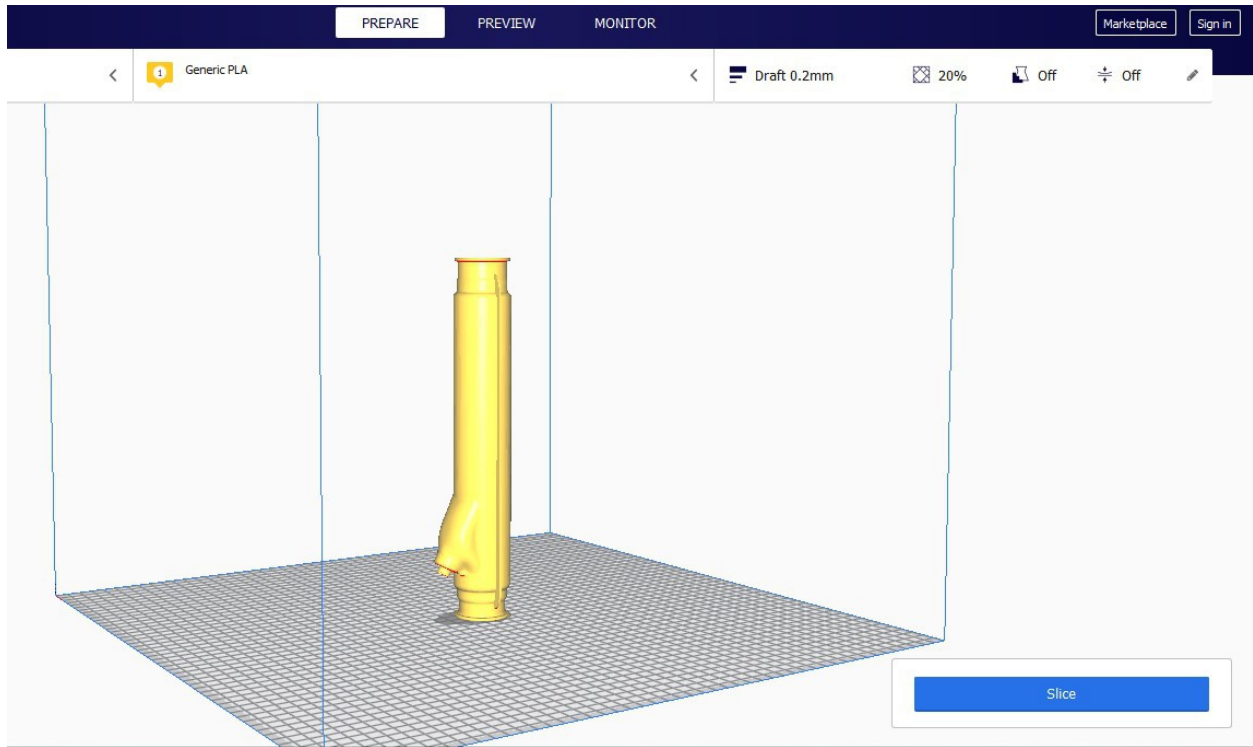 PREPARE PREVIEW MONITOR Marketplace Sign in
1 Generic PLA Draft 0.2mm 20% Off Off
Slice